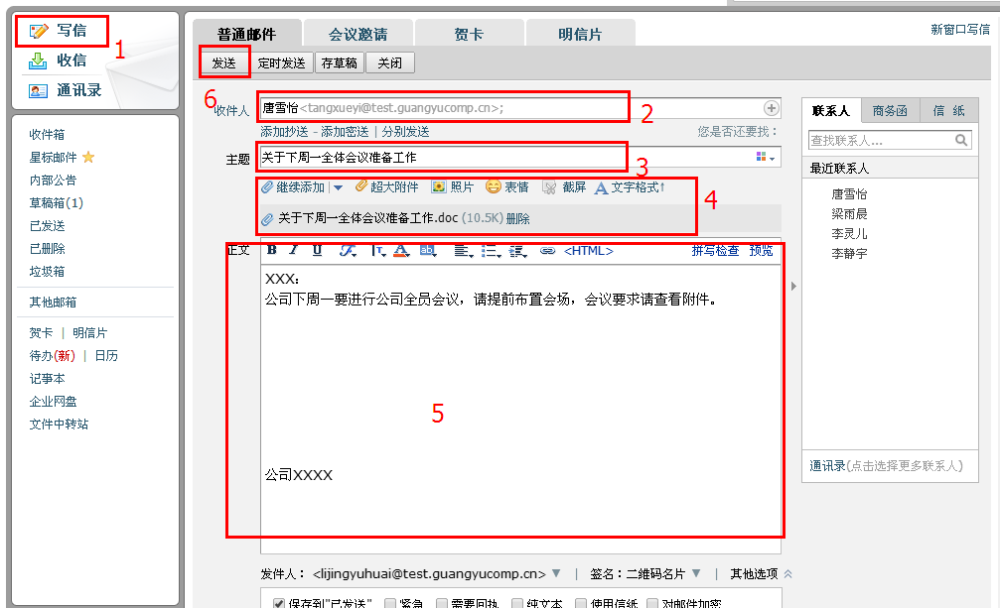 写信
1
收信
通讯录
收件箱
星标邮件
内部公告
草稿箱(1)
已发送
已删除
垃圾箱
其他邮箱
贺卡 | 明信片
待办(新) | 日历
记事本
企业网盘
文件中转站
普通邮件 会议邀请 贺卡 明信片
新窗口写信
发送 定时发送 存草稿 关闭
6
收件人 唐雪怡<tangxueyi@test.guangyucomp.cn>;
2
添加抄送 - 添加密送 | 分别发送 您是否还要找：
主题 关于下周一全体会议准备工作
3
继续添加 | 超大附件 照片 表情 截屏 A 文字格式↑
4
关于下周一全体会议准备工作.doc (10.5K) 删除
正文 B I U <HTML> 拼写检查 预览
XXX：
公司下周一要进行公司全员会议，请提前布置会场，会议要求请查看附件。
5
公司XXXX
发件人： <lijingyuhuai@test.guangyucomp.cn> ▼ | 签名：二维码名片 ▼ | 其他选项
保存到"已发送" 紧急 需要回执 纯文本 使用信纸 对邮件加密
联系人 商务函 信 纸
查找联系人...
最近联系人
唐雪怡
梁雨晨
李灵儿
李静宇
通讯录(点击选择更多联系人)